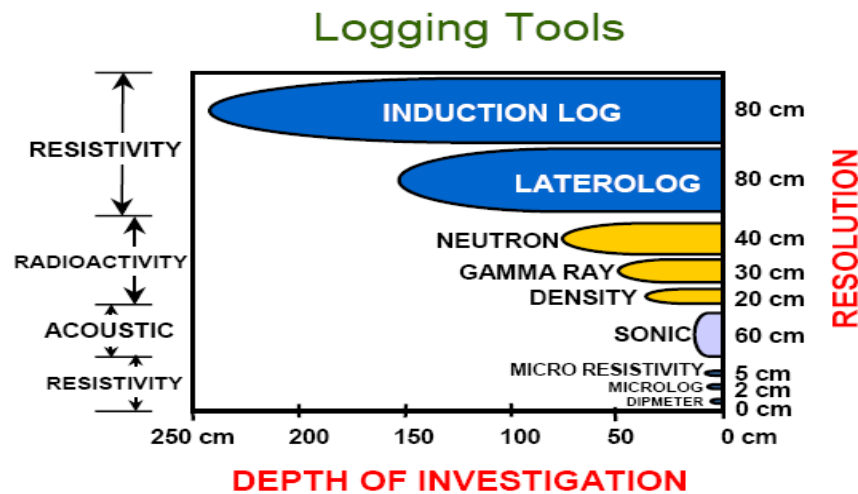 Logging Tools
RESISTIVITY
INDUCTION LOG
80 cm
LATEROLOG
80 cm
RADIOACTIVITY
NEUTRON
40 cm
GAMMA RAY
30 cm
DENSITY
20 cm
ACOUSTIC
SONIC
60 cm
RESISTIVITY
MICRO RESISTIVITY
5 cm
MICROLOG
2 cm
DIPMETER
0 cm
RESOLUTION
250 cm 200 150 100 50 0 cm
DEPTH OF INVESTIGATION